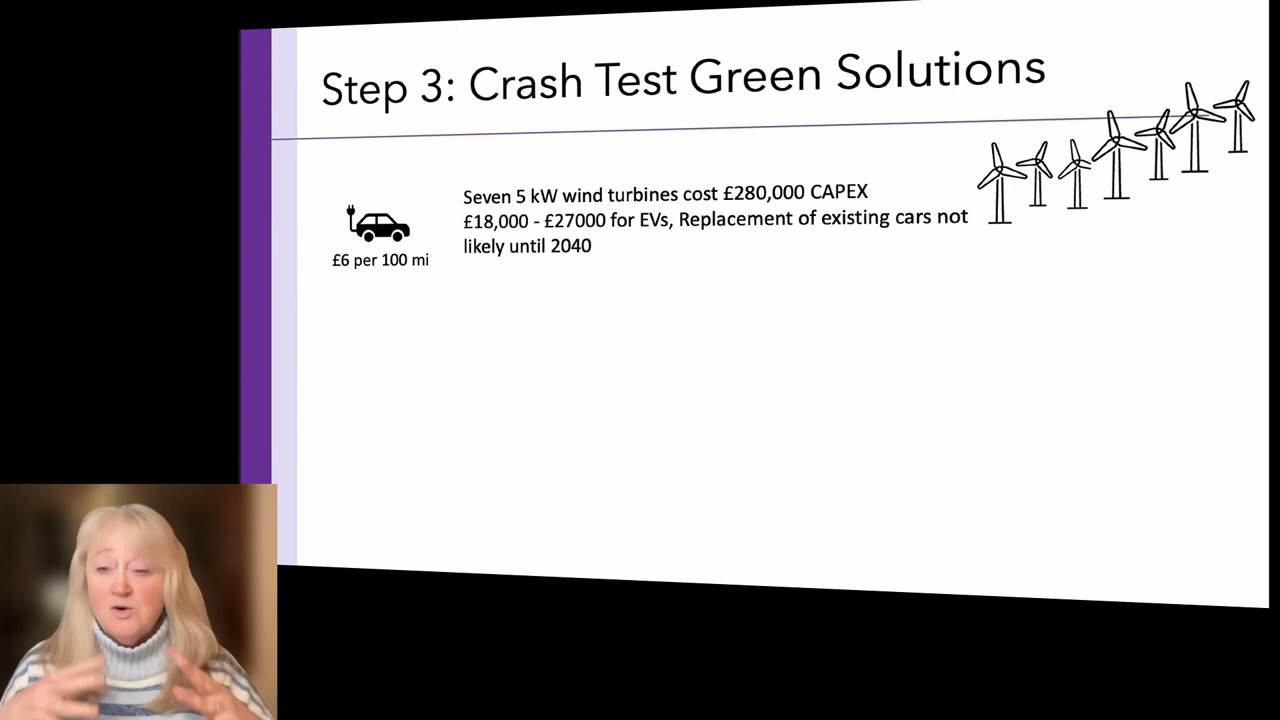 Step 3: Crash Test Green Solutions
Seven 5 kW wind turbines cost £280,000 CAPEX
£18,000 - £27000 for EVs, Replacement of existing cars not
likely until 2040
£6 per 100 mi